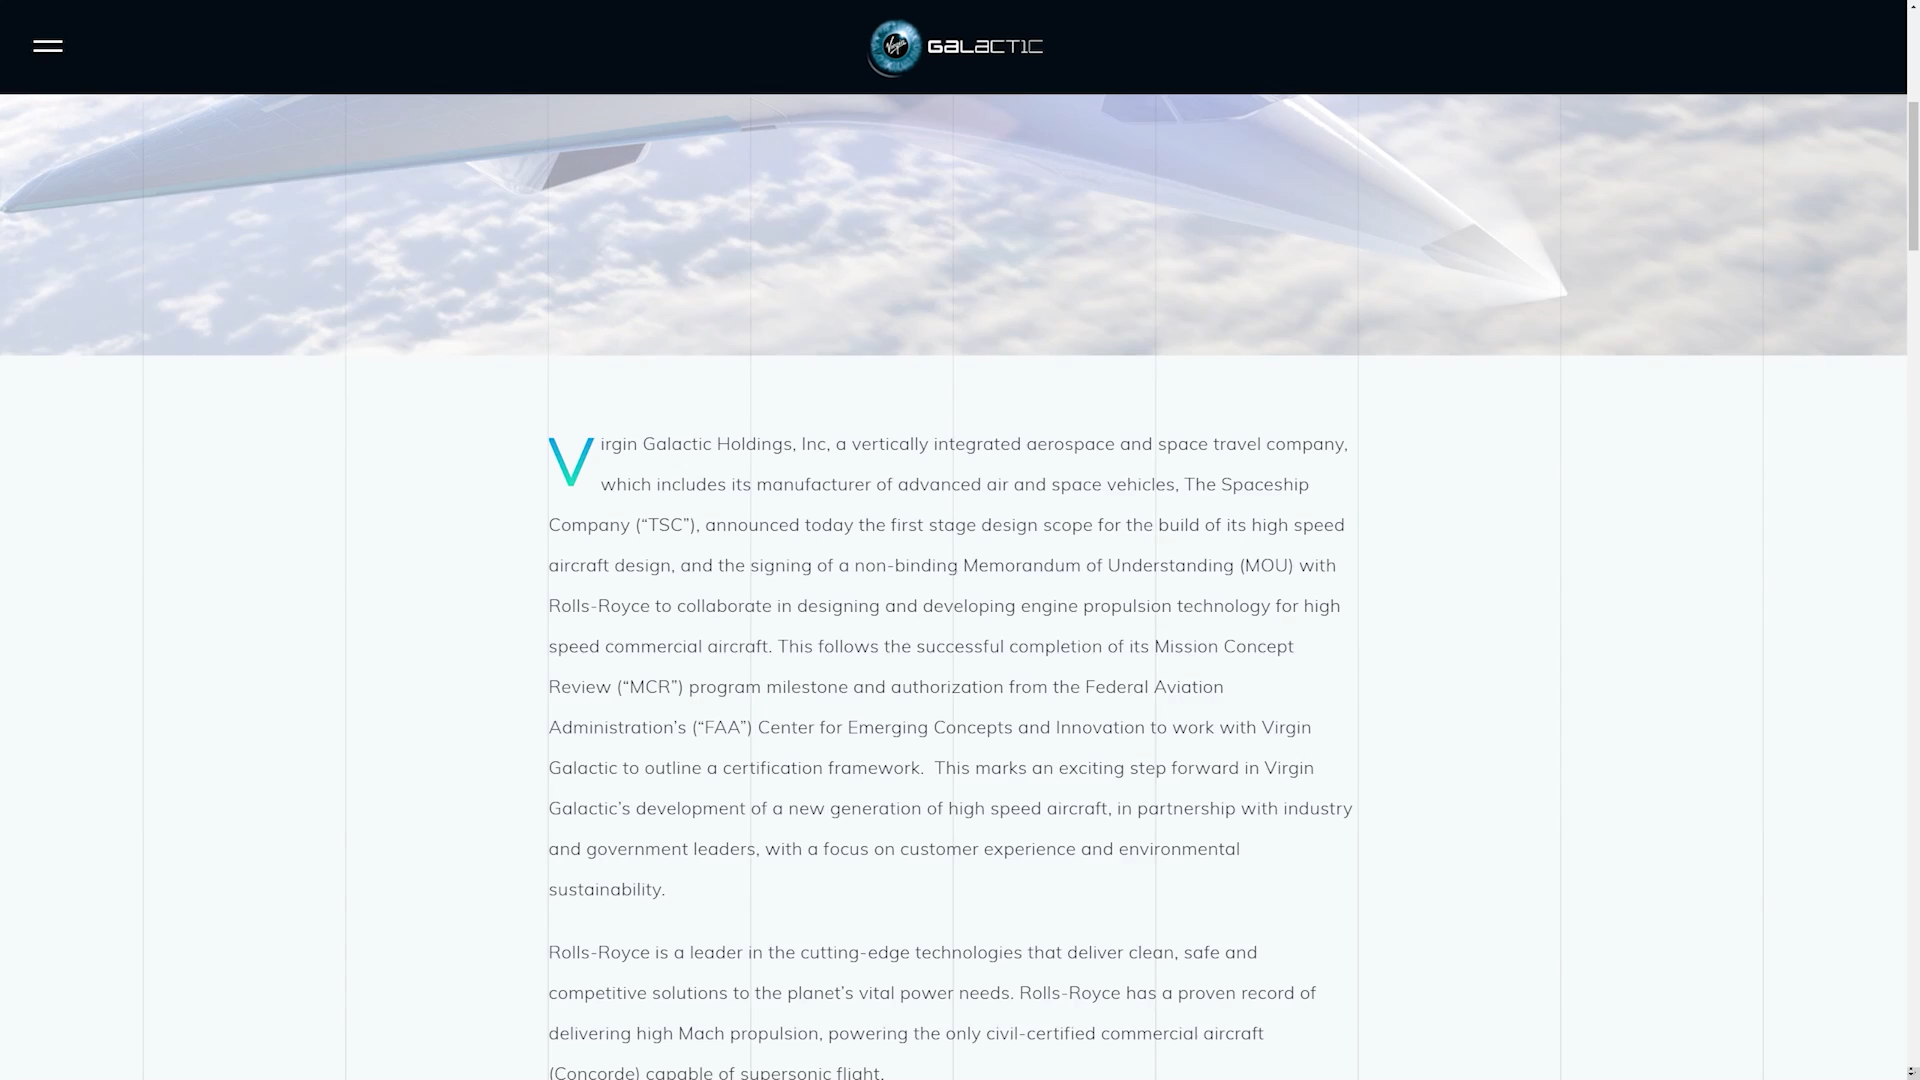 Virgin GALACTIC
Virgin Galactic Holdings, Inc, a vertically integrated aerospace and space travel company,
which includes its manufacturer of advanced air and space vehicles, The Spaceship
Company (“TSC”), announced today the first stage design scope for the build of its high speed
aircraft design, and the signing of a non-binding Memorandum of Understanding (MOU) with
Rolls-Royce to collaborate in designing and developing engine propulsion technology for high
speed commercial aircraft. This follows the successful completion of its Mission Concept
Review (“MCR”) program milestone and authorization from the Federal Aviation
Administration’s (“FAA”) Center for Emerging Concepts and Innovation to work with Virgin
Galactic to outline a certification framework.  This marks an exciting step forward in Virgin
Galactic’s development of a new generation of high speed aircraft, in partnership with industry
and government leaders, with a focus on customer experience and environmental
sustainability.
Rolls-Royce is a leader in the cutting-edge technologies that deliver clean, safe and
competitive solutions to the planet’s vital power needs. Rolls-Royce has a proven record of
delivering high Mach propulsion, powering the only civil-certified commercial aircraft
(Concorde) capable of supersonic flight.